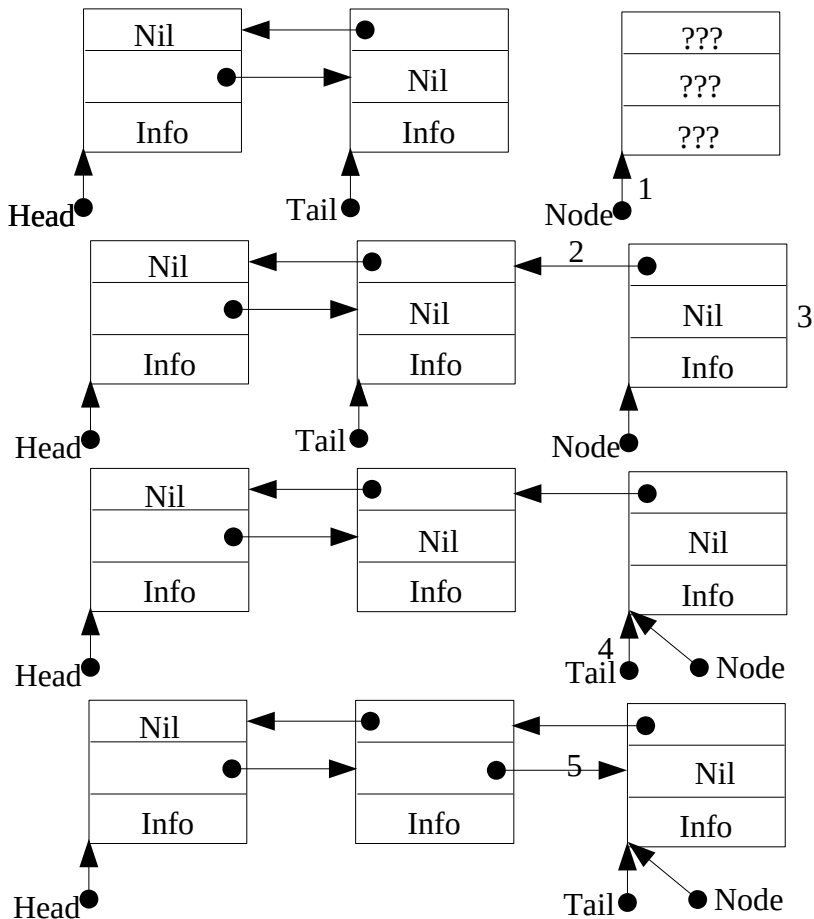 Nil
???
Nil
???
Info
Info
???
1
Head
Tail
Node
2
Nil
Nil
Nil
3
Info
Info
Info
Head
Tail
Node
Nil
Nil
Nil
Info
Info
Info
4
Head
Tail
Node
Nil
5
Nil
Info
Info
Info
Head
Tail
Node